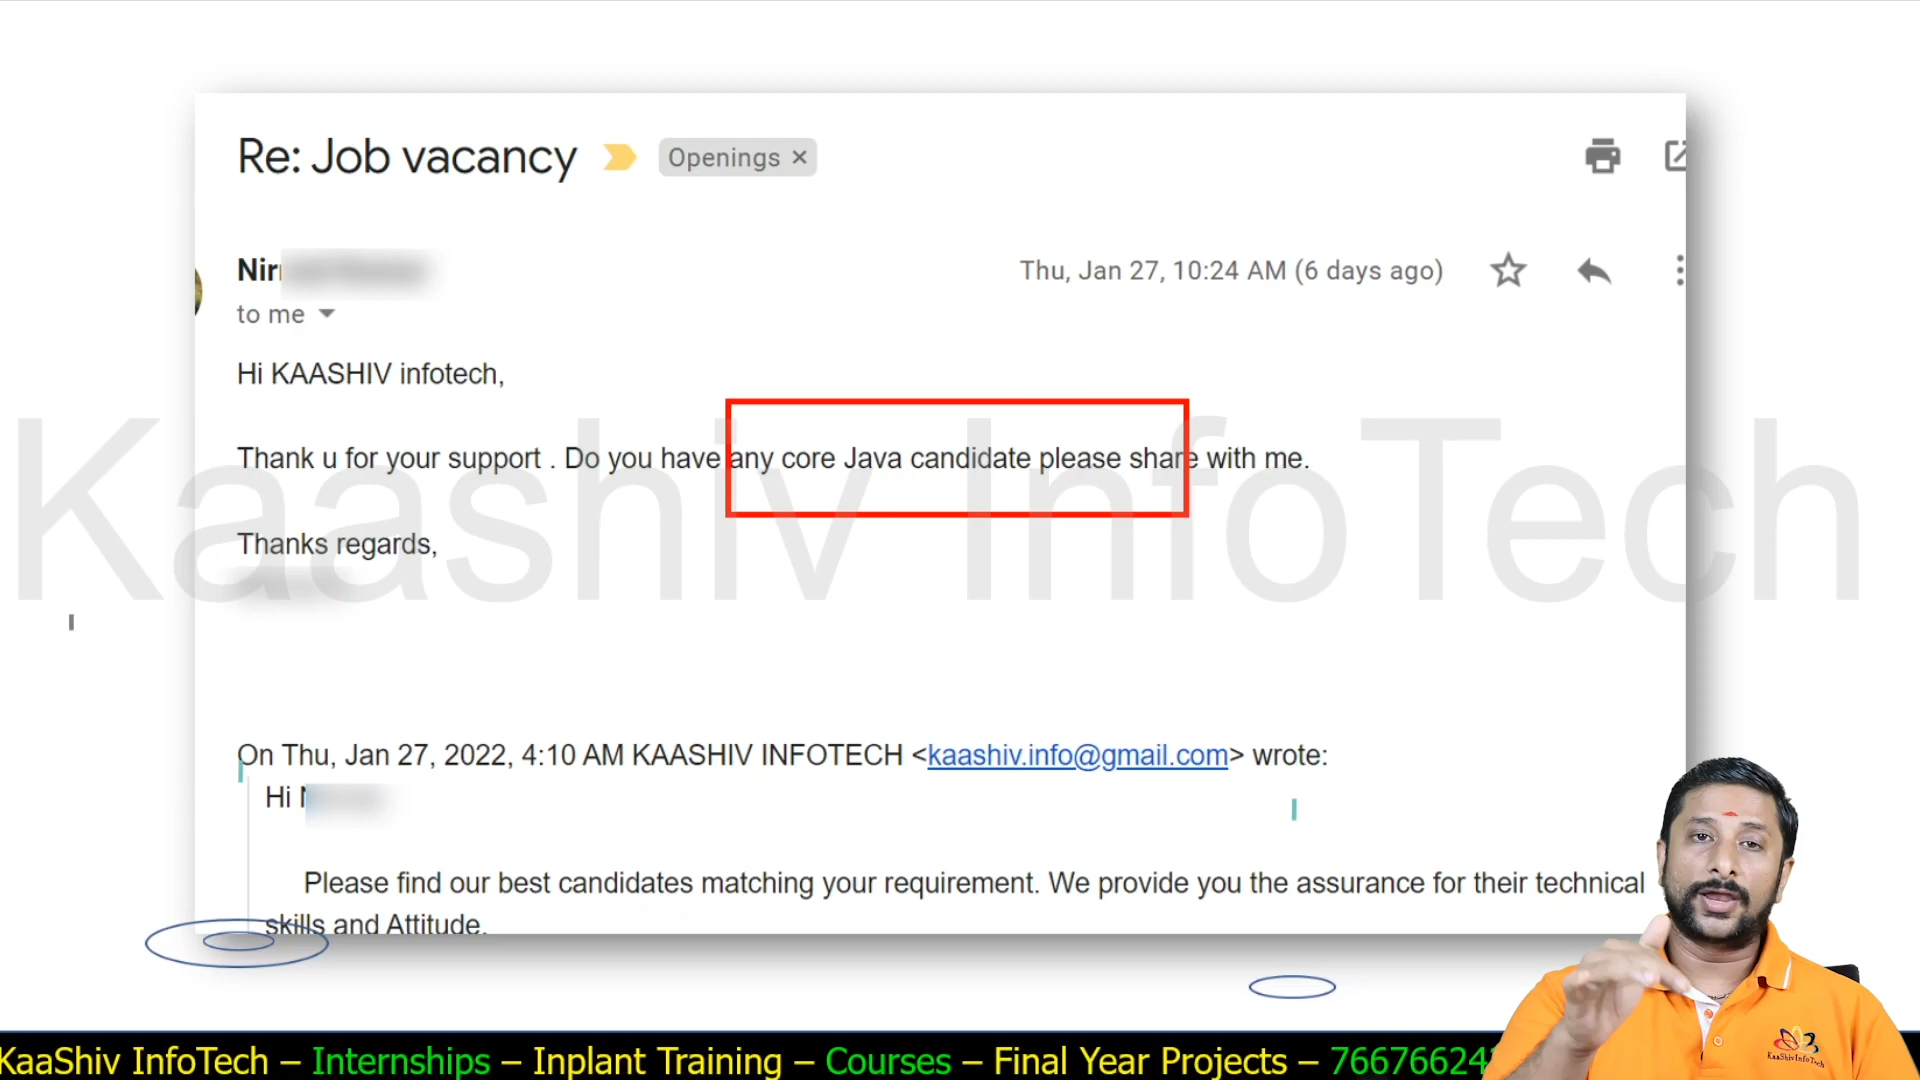 Re: Job vacancy
Openings ×
Thu, Jan 27, 10:24 AM (6 days ago)
to me
Hi KAASHIV infotech,
Thank u for your support . Do you have any core Java candidate please share with me.
Kaashiv InfoTech
Thanks regards,
On Thu, Jan 27, 2022, 4:10 AM KAASHIV INFOTECH <kaashiv.info@gmail.com> wrote:
Hi
Please find our best candidates matching your requirement. We provide you the assurance for their technical
skills and Attitude.
KaaShiv InfoTech – Internships – Inplant Training – Courses – Final Year Projects –
KaaShiv InfoTech